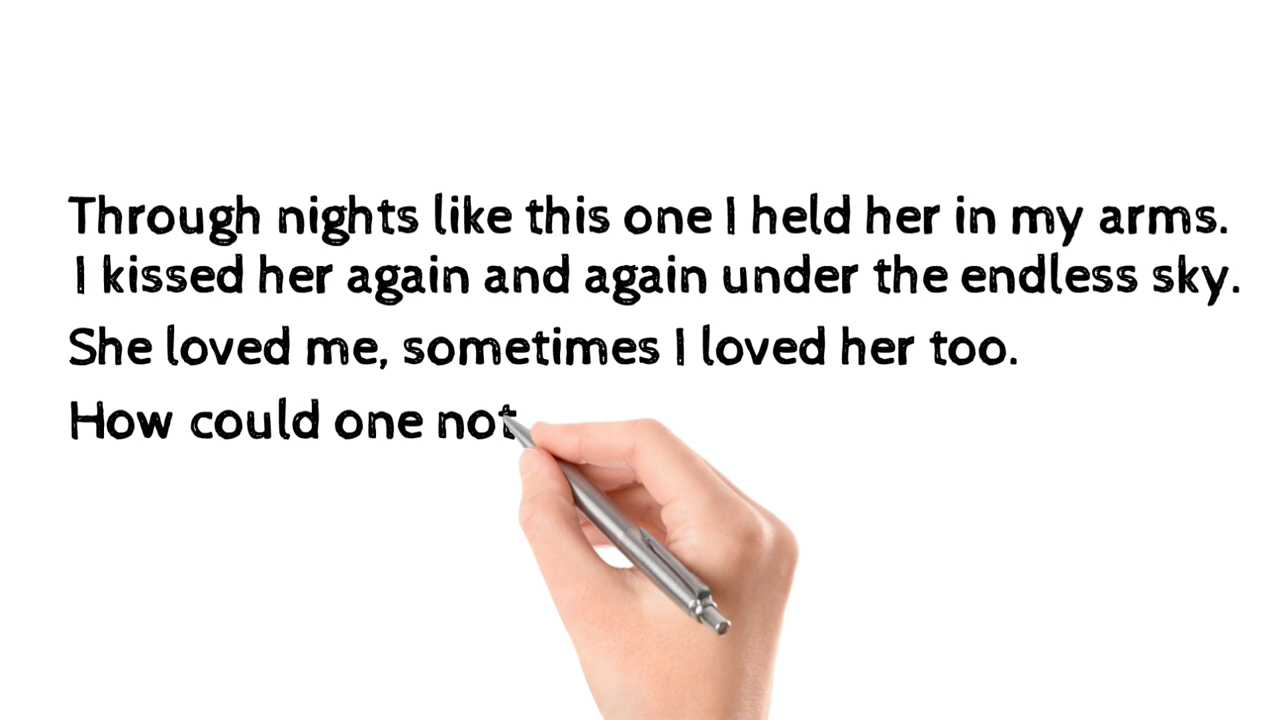 Through nights like this one I held her in my arms.
I kissed her again and again under the endless sky.
She loved me, sometimes I loved her too.
How could one not